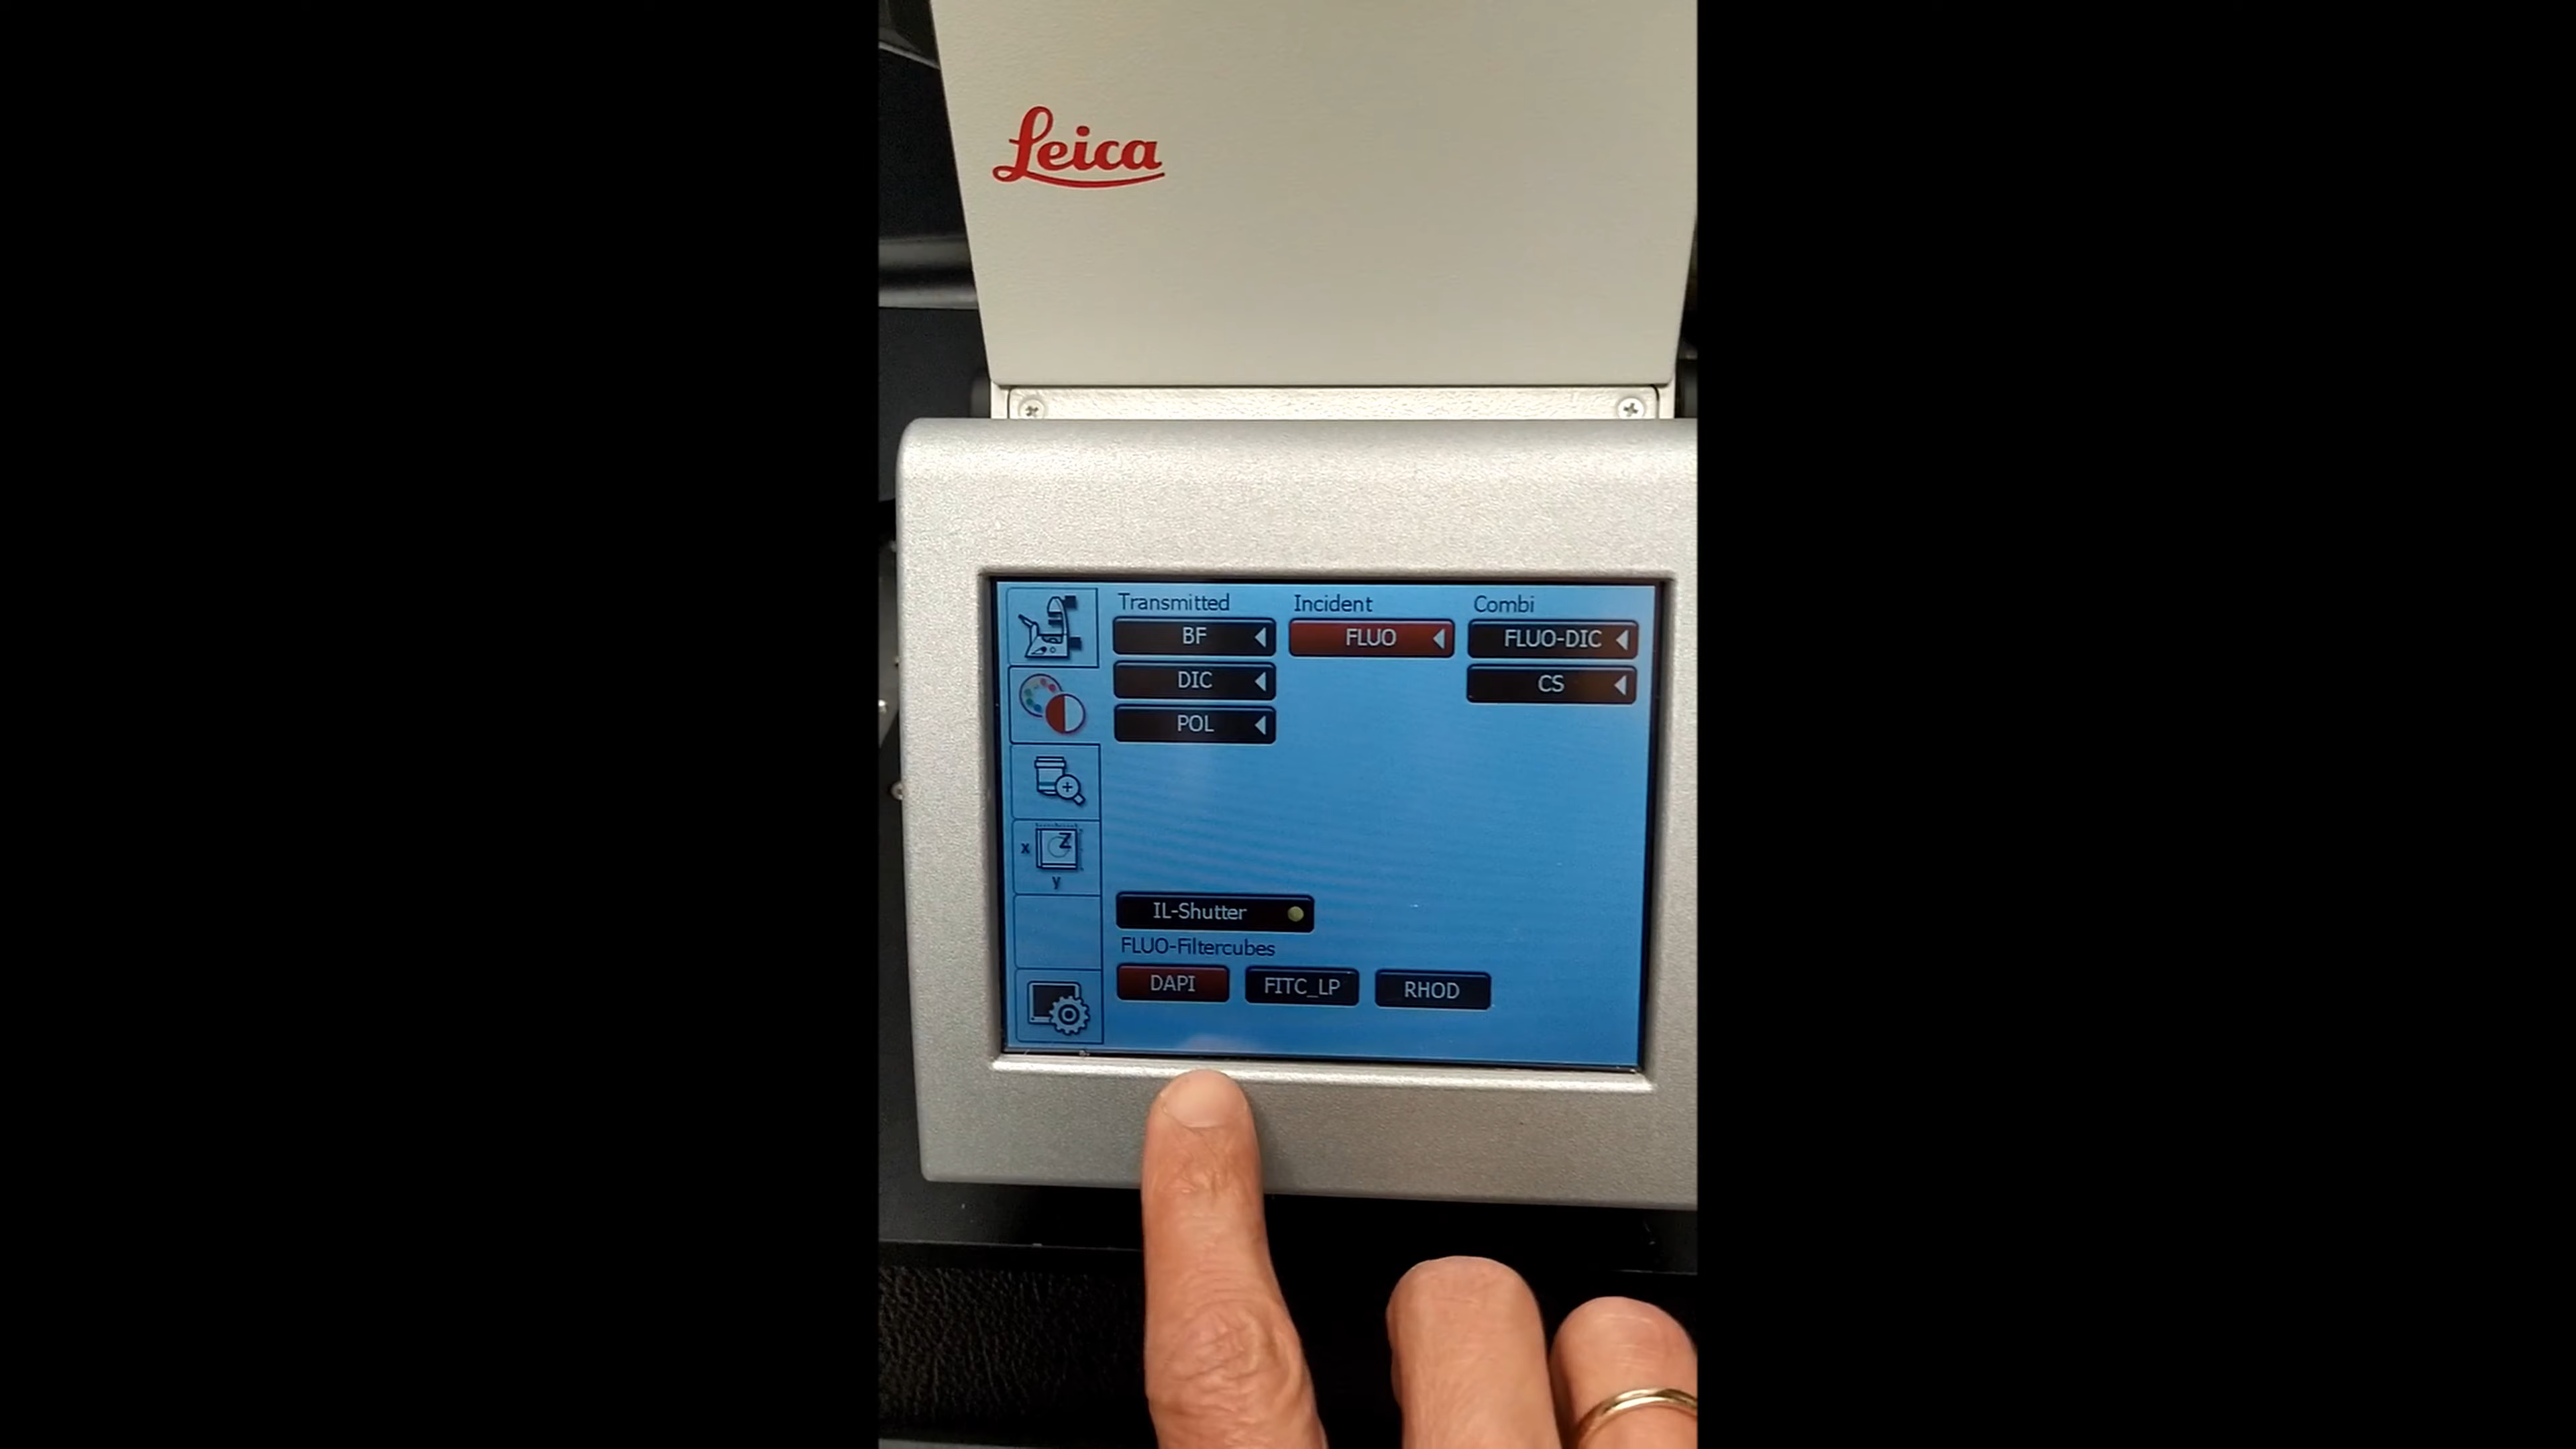 Leica
Transmitted Incident Combi
BF FLUO FLUO-DIC
DIC CS
POL
x Z
y
IL-Shutter
FLUO-Filtercubes
DAPI FITC_LP RHOD